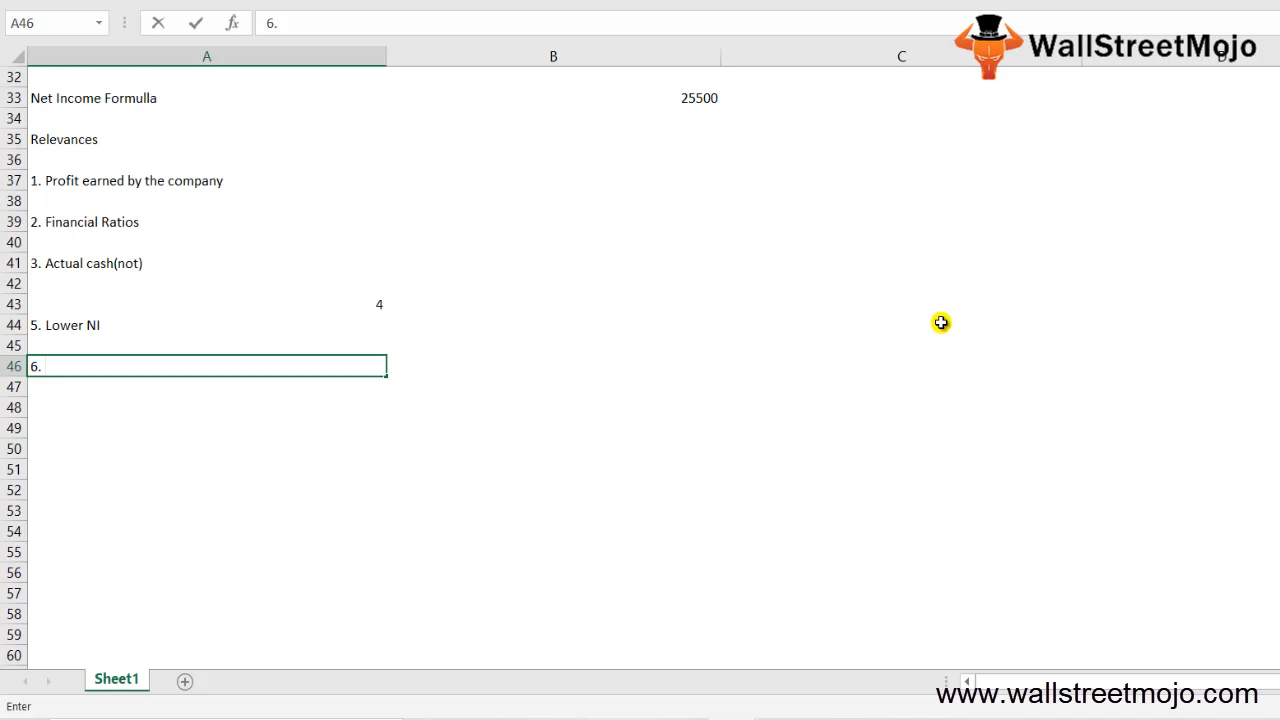 A46
fx
6.
WallStreetMojo
A B C D
32
33 Net Income Formulla 25500
34
35 Relevances
36
37 1. Profit earned by the company
38
39 2. Financial Ratios
40
41 3. Actual cash(not)
42
43 4
44 5. Lower NI
45
46 6.
47
48
49
50
51
52
53
54
55
56
57
58
59
60
Sheet1
www.wallstreetmojo.com
Enter